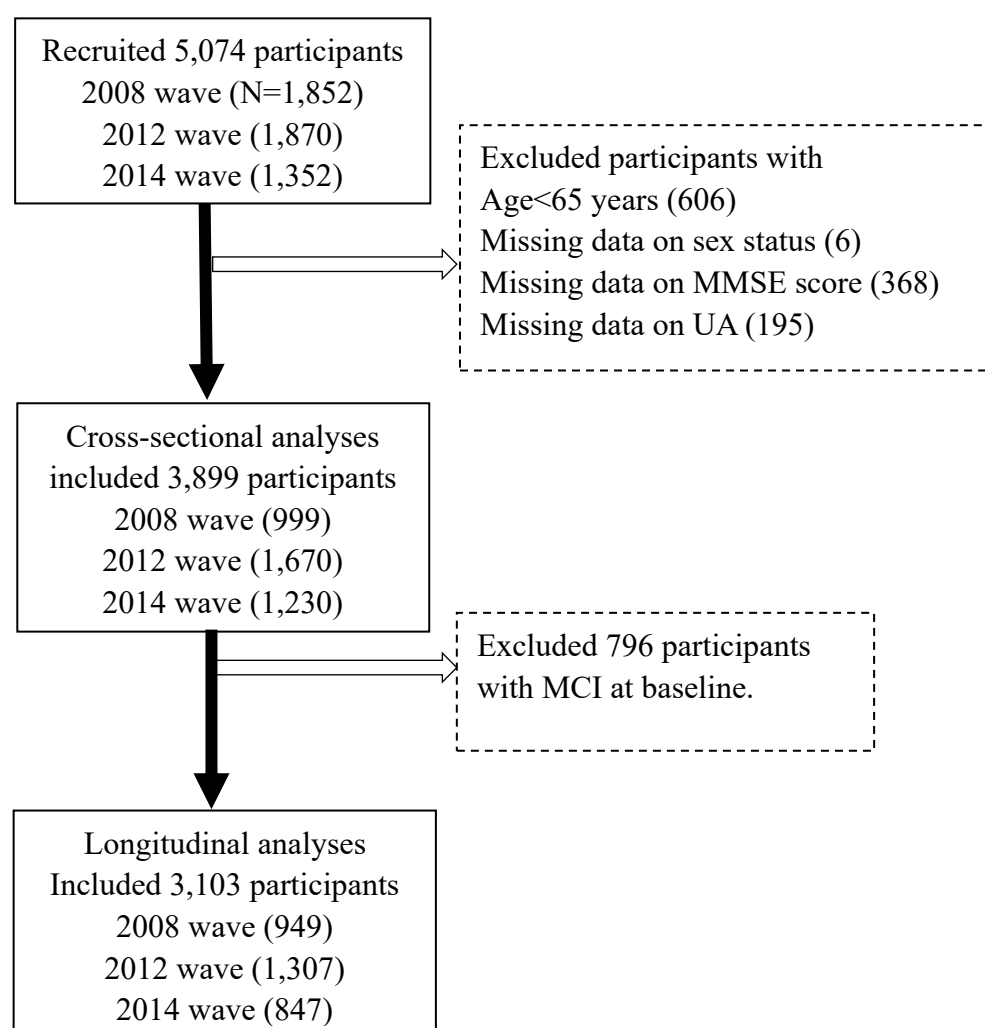 Recruited 5,074 participants
2008 wave (N=1,852)
2012 wave (1,870)
2014 wave (1,352)
Excluded participants with
Age<65 years (606)
Missing data on sex status (6)
Missing data on MMSE score (368)
Missing data on UA (195)
Cross-sectional analyses
included 3,899 participants
2008 wave (999)
2012 wave (1,670)
2014 wave (1,230)
Excluded 796 participants
with MCI at baseline.
Longitudinal analyses
Included 3,103 participants
2008 wave (949)
2012 wave (1,307)
2014 wave (847)